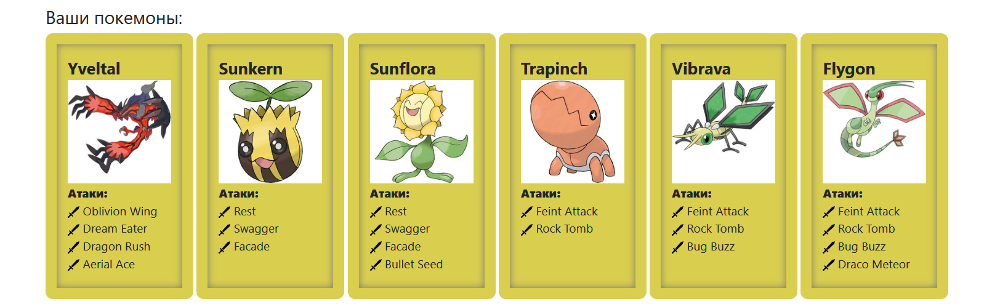 Ваши покемоны:
Yveltal
Атаки:
Oblivion Wing
Dream Eater
Dragon Rush
Aerial Ace
Sunkern
Атаки:
Rest
Swagger
Facade
Sunflora
Атаки:
Rest
Swagger
Facade
Bullet Seed
Trapinch
Атаки:
Feint Attack
Rock Tomb
Vibrava
Атаки:
Feint Attack
Rock Tomb
Bug Buzz
Flygon
Атаки:
Feint Attack
Rock Tomb
Bug Buzz
Draco Meteor